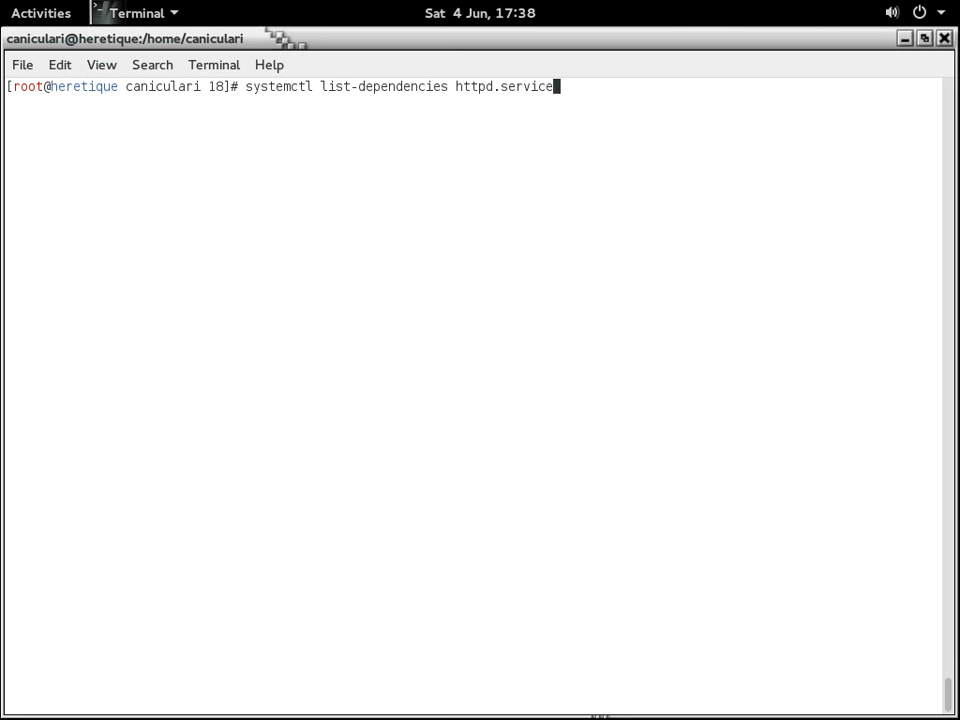 Activities Terminal Sat 4 Jun, 17:38
caniculari@heretique:/home/caniculari
File Edit View Search Terminal Help
[root@heretique caniculari 18]# systemctl list-dependencies httpd.service